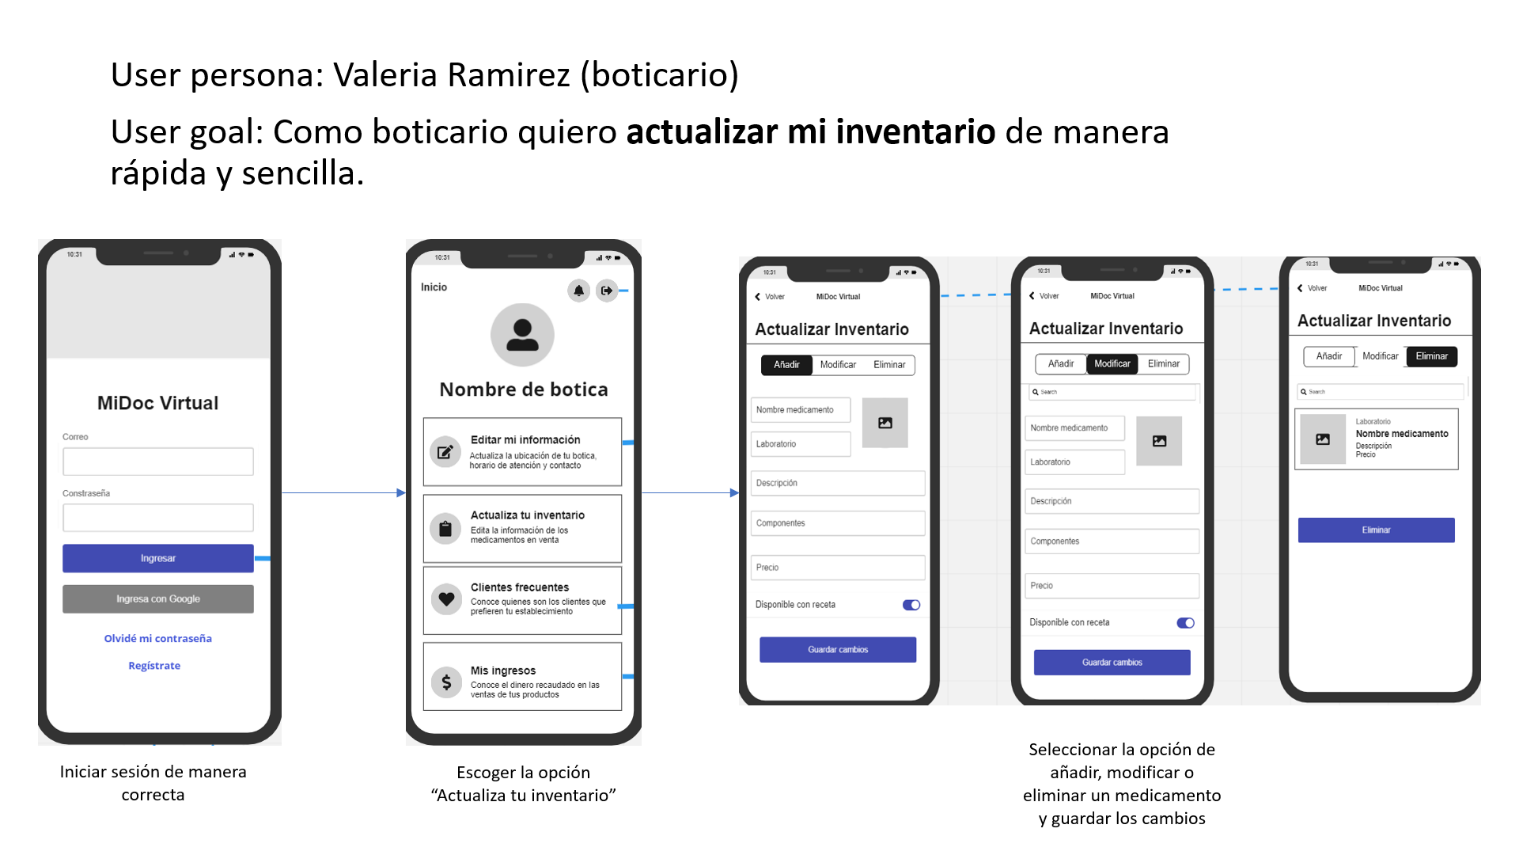 User persona: Valeria Ramirez (boticario)
User goal: Como boticario quiero actualizar mi inventario de manera
rápida y sencilla.
10:31
MiDoc Virtual
Correo
Constraseña
Ingresar
Ingresa con Google
Olvidé mi contraseña
Regístrate
Iniciar sesión de manera
correcta
10:31
Inicio
Nombre de botica
Editar mi información
Actualiza la ubicación de tu botica,
horario de atención y contacto
Actualiza tu inventario
Edita la información de los
medicamentos en venta
Clientes frecuentes
Conoce quienes son los clientes que
prefieren tu establecimiento
Mis ingresos
Conoce el dinero recaudado en las
ventas de tus productos
Escoger la opción
“Actualiza tu inventario”
10:31
Volver MiDoc Virtual
Actualizar Inventario
Añadir Modificar Eliminar
Nombre medicamento
Laboratorio
Descripción
Componentes
Precio
Disponible con receta
Guardar cambios
10:31
Volver MiDoc Virtual
Actualizar Inventario
Añadir Modificar Eliminar
Search
Nombre medicamento
Laboratorio
Descripción
Componentes
Precio
Disponible con receta
Guardar cambios
10:31
Volver MiDoc Virtual
Actualizar Inventario
Añadir Modificar Eliminar
Search
Laboratorio
Nombre medicamento
Descripción
Precio
Eliminar
Seleccionar la opción de
añadir, modificar o
eliminar un medicamento
y guardar los cambios